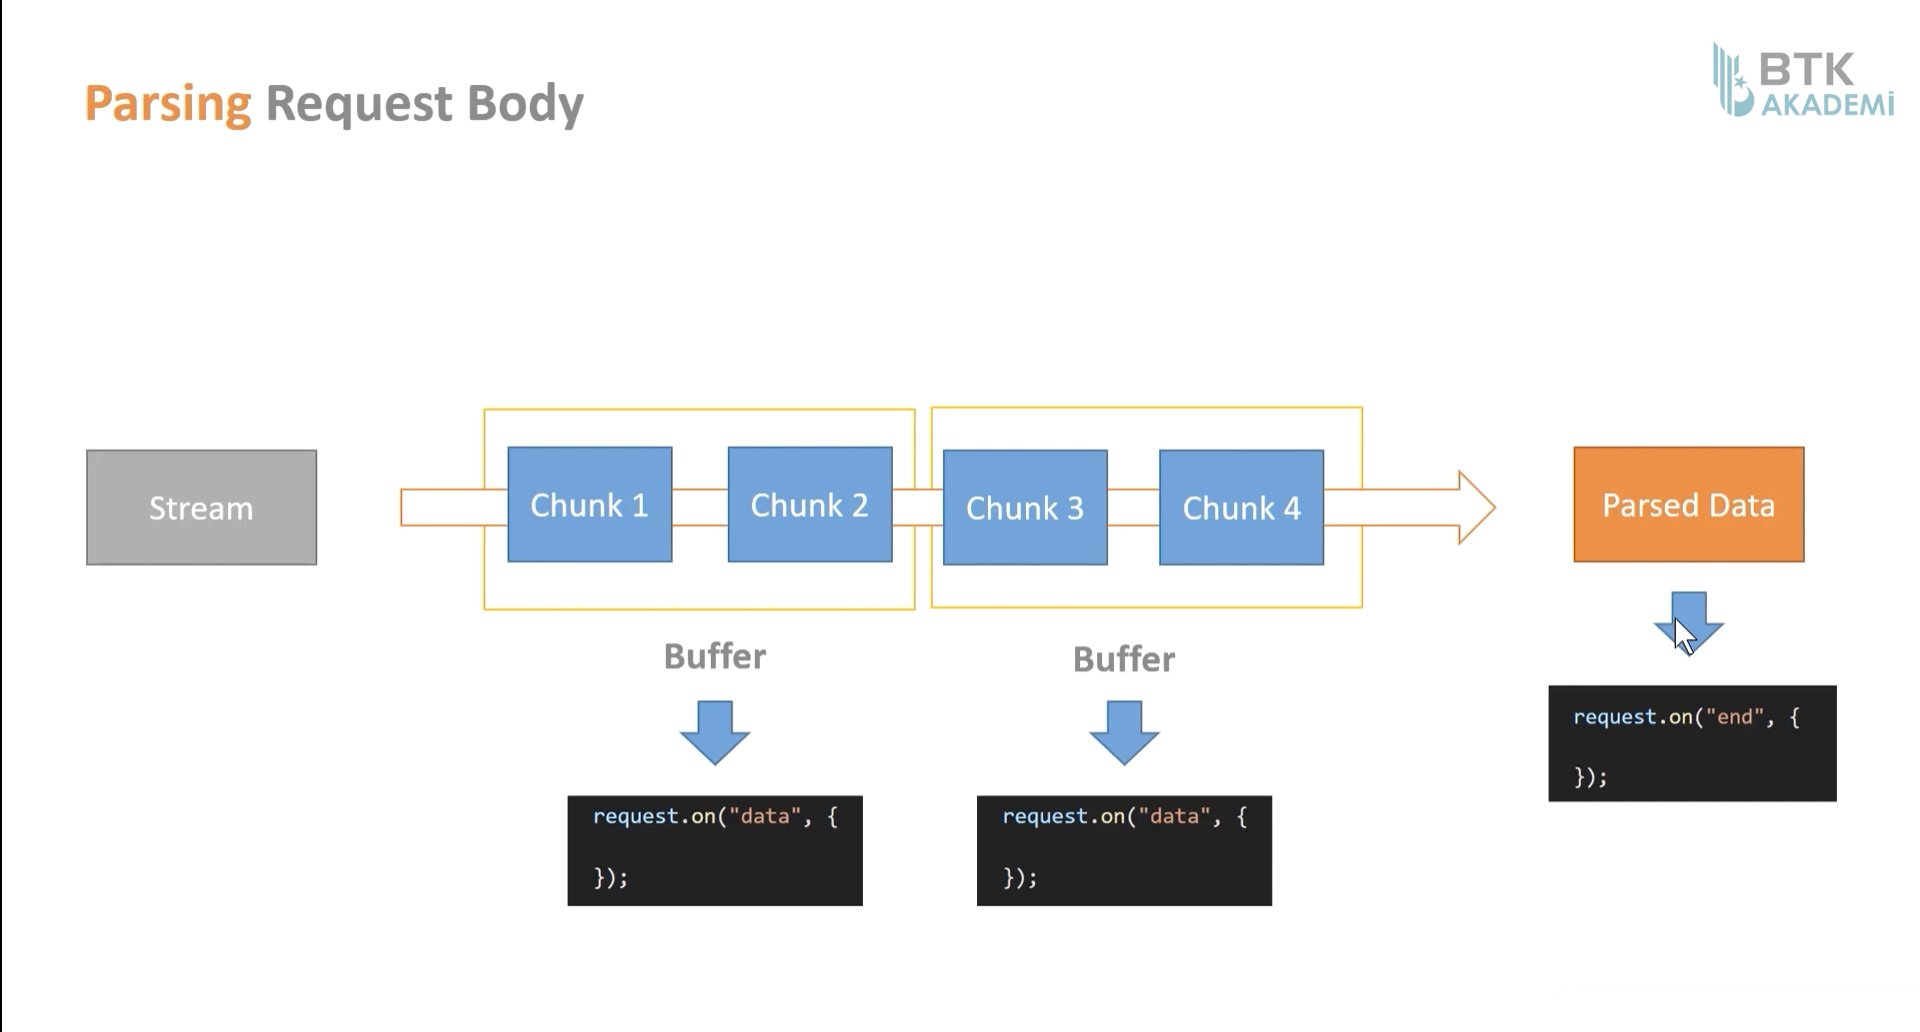 Parsing Request Body
BTK
AKADEMİ
Stream
Chunk 1
Chunk 2
Chunk 3
Chunk 4
Parsed Data
Buffer
Buffer
request.on("data", {
});
request.on("data", {
});
request.on("end", {
});